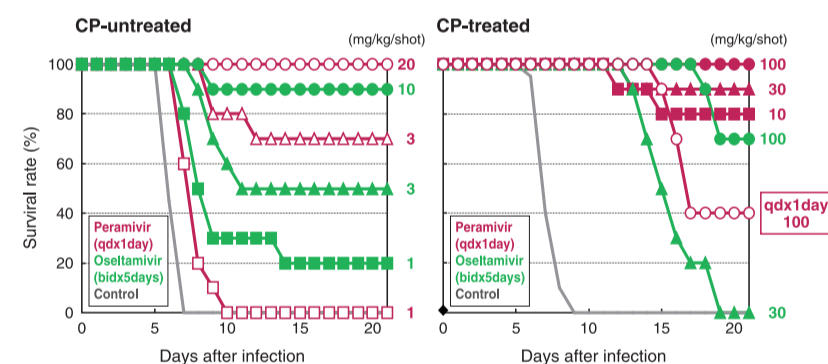 CP-untreated
(mg/kg/shot)
Survival rate (%)
100
80
60
40
20
0
20
10
3
3
1
1
Peramivir
(qdx1day)
Oseltamivir
(bidx5days)
Control
0 5 10 15 20
Days after infection
CP-treated
(mg/kg/shot)
100
30
10
100
qdx1day
100
30
Peramivir
(qdx1day)
Oseltamivir
(bidx5days)
Control
0 5 10 15 20
Days after infection